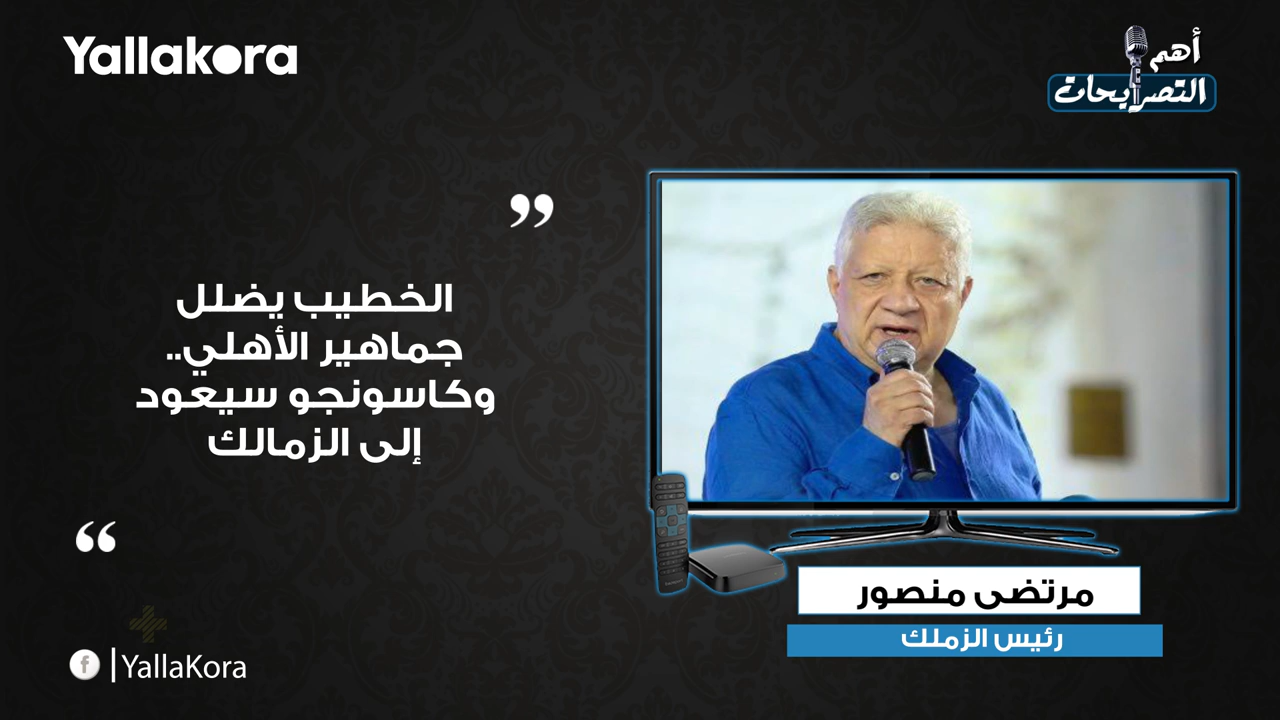 Yallakora
أهم
التصريحات
الخطيب يضلل
جماهير الأهلي..
وكاسونجو سيعود
إلى الزمالك
مرتضى منصور
رئيس الزملك
f | YallaKora